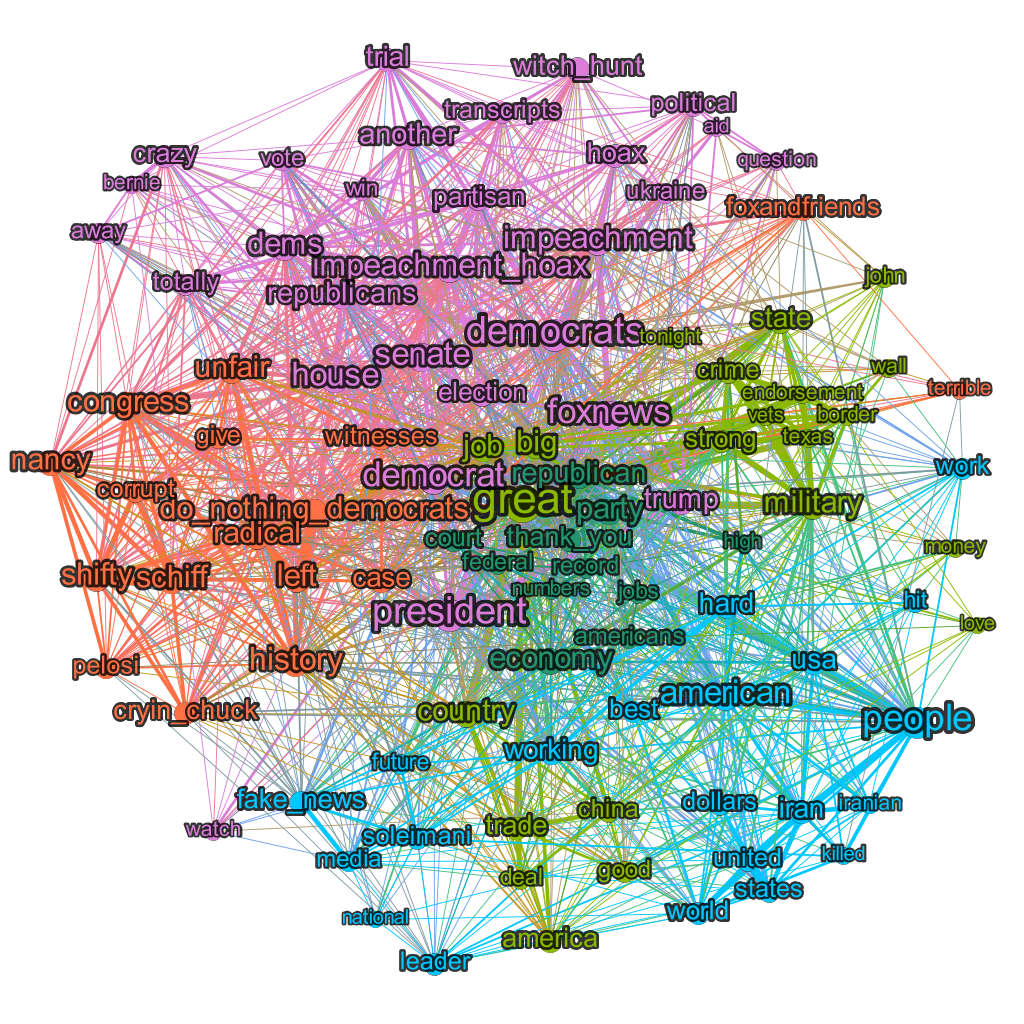 trial
witch_hunt
transcripts
political
another
aid
crazy
vote
hoax
question
bernie
win
partisan
ukraine
foxandfriends
away
dems
impeachment
impeachment_hoax
john
totally
republicans
state
democrats
tonight
senate
unfair
house
crime
wall
election
endorsement
terrible
congress
foxnews
vets
border
give
witnesses
job
big
strong
texas
nancy
democrat
republican
work
corrupt
do_nothing_democrats
great
party
trump
military
radical
court
thank_you
high
money
federal
record
shifty
schiff
left
case
numbers
jobs
president
hard
hit
love
americans
pelosi
history
economy
usa
american
cryin_chuck
country
best
people
working
future
fake_news
dollars
iran
iranian
watch
soleimani
trade
china
media
united
killed
deal
good
states
national
world
america
leader